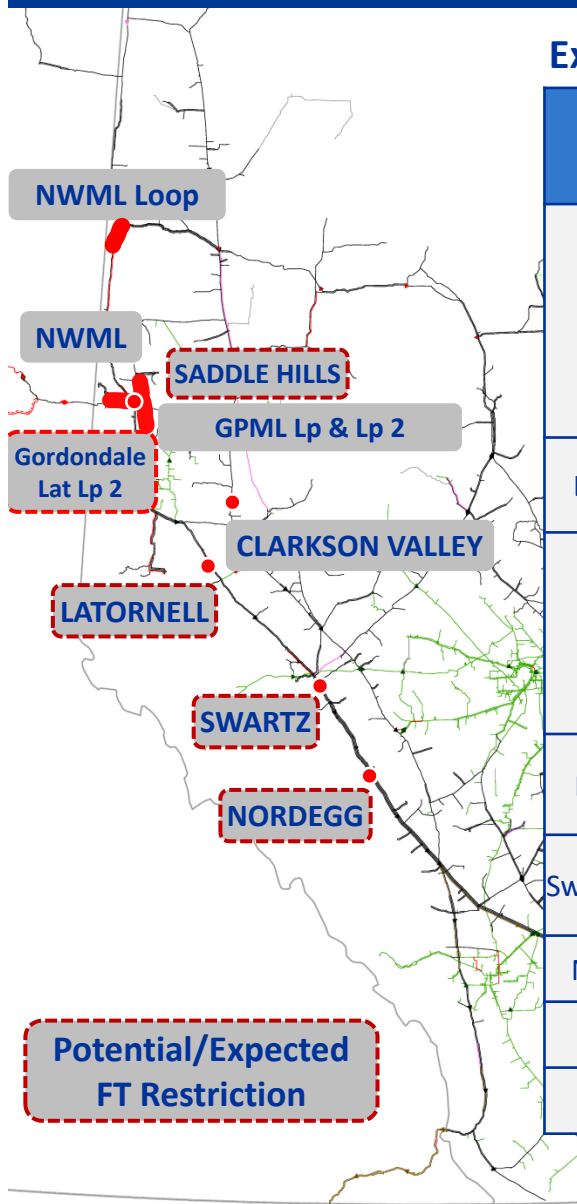 Ex
NWML Loop
NWML
SADDLE HILLS
GPML Lp & Lp 2
Gordondale
Lat Lp 2
CLARKSON VALLEY
LATORNELL
SWARTZ
NORDEGG
Sw
Potential/Expected
FT Restriction